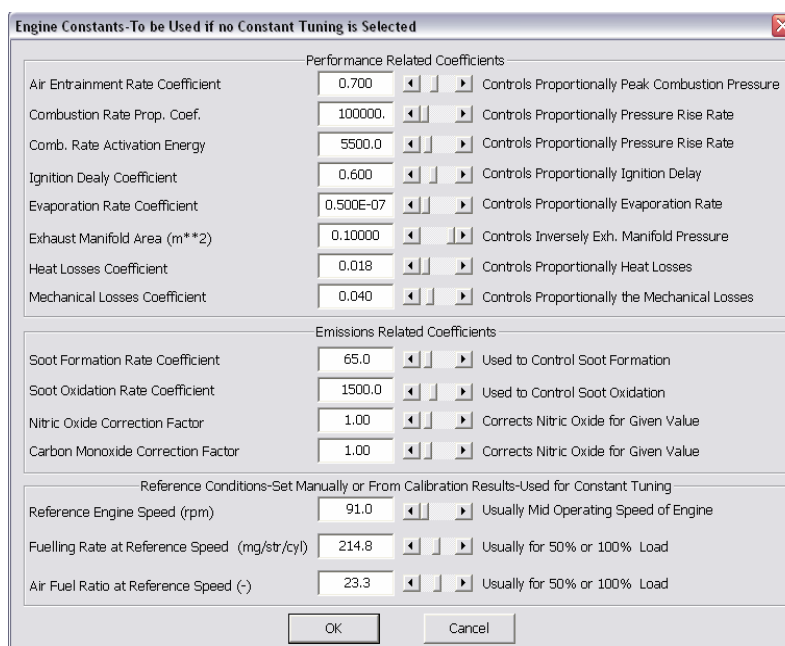 Engine Constants-To be Used if no Constant Tuning is Selected
Performance Related Coefficients
Air Entrainment Rate Coefficient 0.700 Controls Proportionally Peak Combustion Pressure
Combustion Rate Prop. Coef. 100000. Controls Proportionally Pressure Rise Rate
Comb. Rate Activation Energy 5500.0 Controls Proportionally Pressure Rise Rate
Ignition Dealy Coefficient 0.600 Controls Proportionally Ignition Delay
Evaporation Rate Coefficient 0.500E-07 Controls Proportionally Evaporation Rate
Exhaust Manifold Area (m**2) 0.10000 Controls Inversely Exh. Manifold Pressure
Heat Losses Coefficient 0.018 Controls Proportionally Heat Losses
Mechanical Losses Coefficient 0.040 Controls Proportionally the Mechanical Losses
Emissions Related Coefficients
Soot Formation Rate Coefficient 65.0 Used to Control Soot Formation
Soot Oxidation Rate Coefficient 1500.0 Used to Control Soot Oxidation
Nitric Oxide Correction Factor 1.00 Corrects Nitric Oxide for Given Value
Carbon Monoxide Correction Factor 1.00 Corrects Nitric Oxide for Given Value
Reference Conditions-Set Manually or From Calibration Results-Used for Constant Tuning
Reference Engine Speed (rpm) 91.0 Usually Mid Operating Speed of Engine
Fuelling Rate at Reference Speed (mg/str/cyl) 214.8 Usually for 50% or 100% Load
Air Fuel Ratio at Reference Speed (-) 23.3 Usually for 50% or 100% Load
OK Cancel